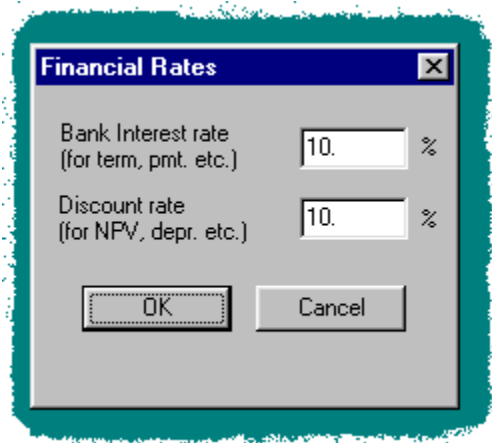 Financial Rates
Bank Interest rate
(for term, pmt. etc.)
10. %
Discount rate
(for NPV, depr. etc.)
10. %
OK Cancel